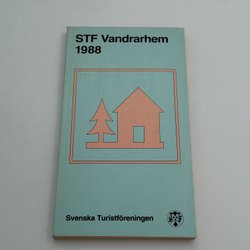 STF Vandrarhem
1988
Svenska Turistföreningen